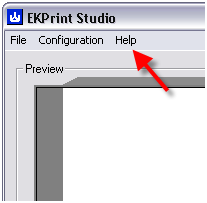 EKPrint Studio
File Configuration Help
Preview